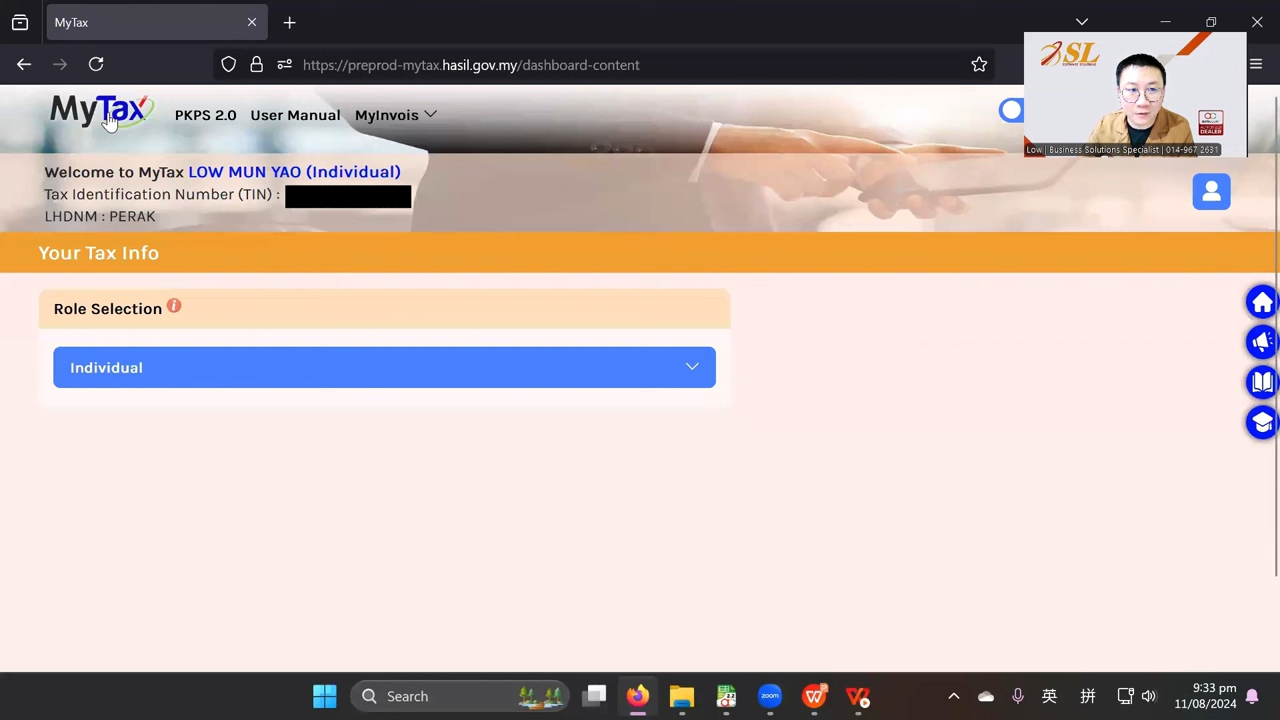 MyTax
https://preprod-mytax.hasil.gov.my/dashboard-content
SL
Low | Business Solutions Specialist | 014-967 2631
DEALER
MyTax
PKPS 2.0
User Manual
MyInvois
Welcome to MyTax LOW MUN YAO (Individual)
Tax Identification Number (TIN) :
LHDNM : PERAK
Your Tax Info
Role Selection
Individual
Search
英
拼
9:33 pm
11/08/2024